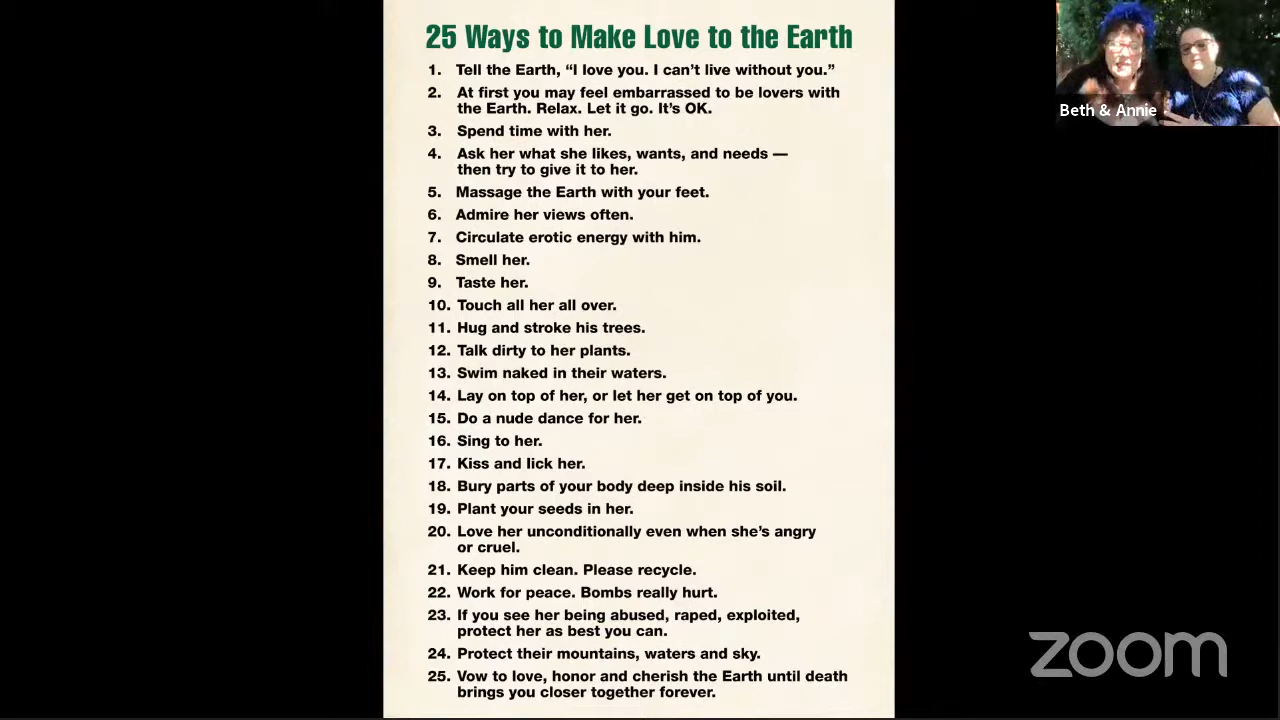 25 Ways to Make Love to the Earth
1. Tell the Earth, “I love you. I can’t live without you.”
2. At first you may feel embarrassed to be lovers with
the Earth. Relax. Let it go. It’s OK.
3. Spend time with her.
4. Ask her what she likes, wants, and needs —
then try to give it to her.
5. Massage the Earth with your feet.
6. Admire her views often.
7. Circulate erotic energy with him.
8. Smell her.
9. Taste her.
10. Touch all her all over.
11. Hug and stroke his trees.
12. Talk dirty to her plants.
13. Swim naked in their waters.
14. Lay on top of her, or let her get on top of you.
15. Do a nude dance for her.
16. Sing to her.
17. Kiss and lick her.
18. Bury parts of your body deep inside his soil.
19. Plant your seeds in her.
20. Love her unconditionally even when she’s angry
or cruel.
21. Keep him clean. Please recycle.
22. Work for peace. Bombs really hurt.
23. If you see her being abused, raped, exploited,
protect her as best you can.
24. Protect their mountains, waters and sky.
25. Vow to love, honor and cherish the Earth until death
brings you closer together forever.
Beth & Annie
zoom